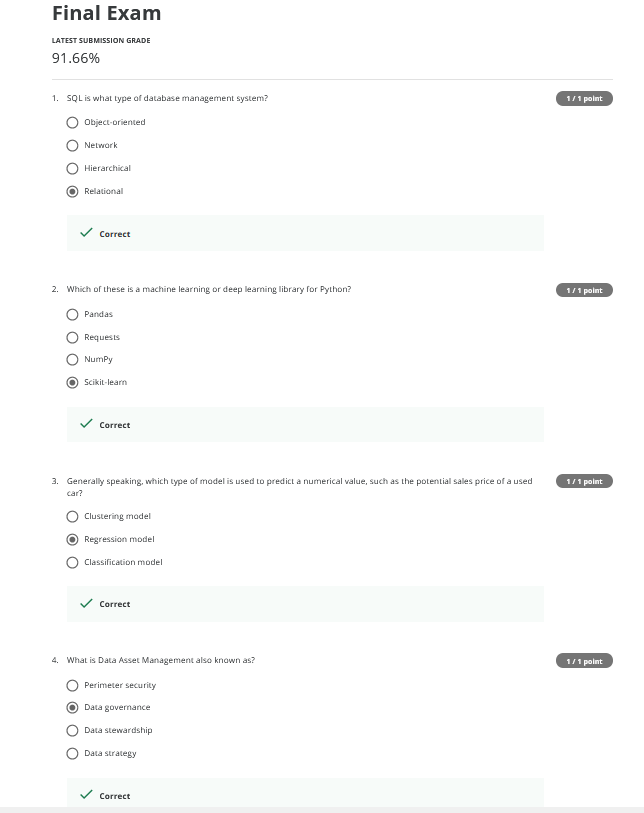 Final Exam
LATEST SUBMISSION GRADE
91.66%
1. SQL is what type of database management system?
1 / 1 point
Object-oriented
Network
Hierarchical
Relational
Correct
2. Which of these is a machine learning or deep learning library for Python?
1 / 1 point
Pandas
Requests
NumPy
Scikit-learn
Correct
3. Generally speaking, which type of model is used to predict a numerical value, such as the potential sales price of a used
car?
1 / 1 point
Clustering model
Regression model
Classification model
Correct
4. What is Data Asset Management also known as?
1 / 1 point
Perimeter security
Data governance
Data stewardship
Data strategy
Correct